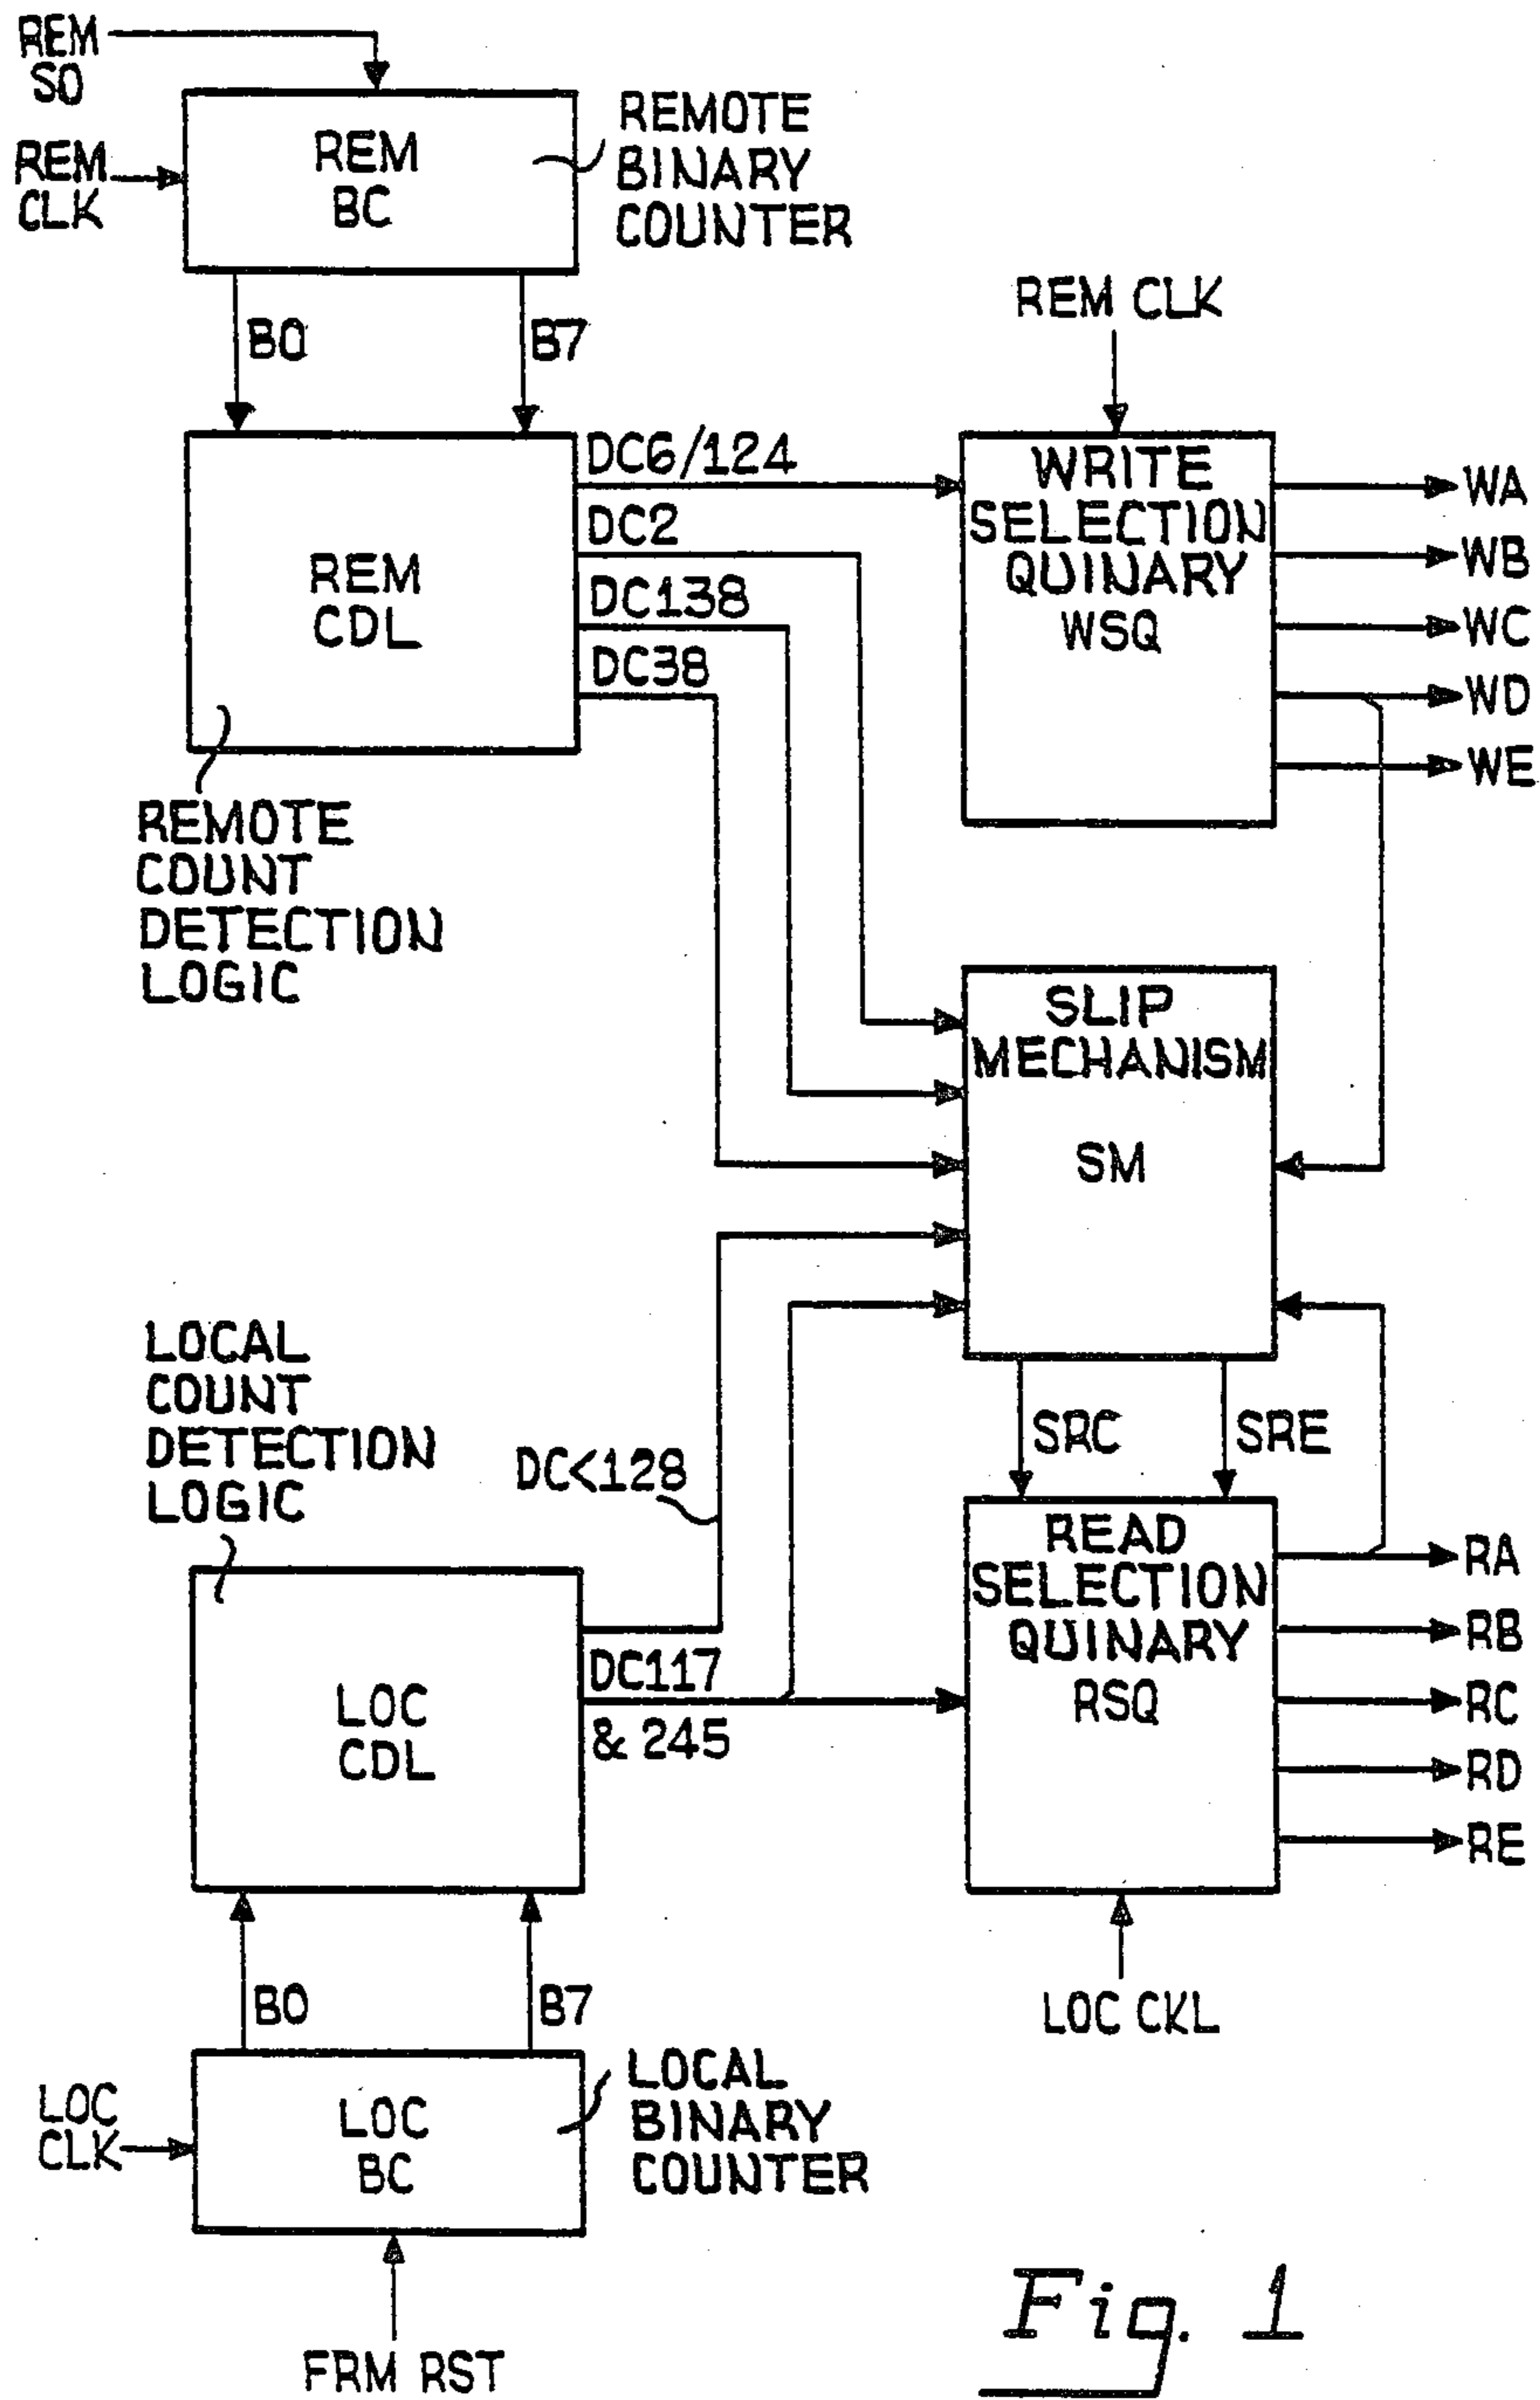 REM
S0
REM
CLK
REM
BC
REMOTE
BINARY
COUNTER
B0
B7
REM CLK
REM
CDL
DC6/124
DC2
DC138
DC38
WRITE
SELECTION
QUINARY
WSQ
WA
WB
WC
WD
WE
REMOTE
COUNT
DETECTION
LOGIC
SLIP
MECHANISM
SM
SRC
SRE
LOCAL
COUNT
DETECTION
LOGIC
DC<128
LOC
CDL
DC117
& 245
READ
SELECTION
QUINARY
RSQ
RA
RB
RC
RD
RE
LOC CKL
B0
B7
LOC
CLK
LOC
BC
LOCAL
BINARY
COUNTER
FRM RST
Fig. 1